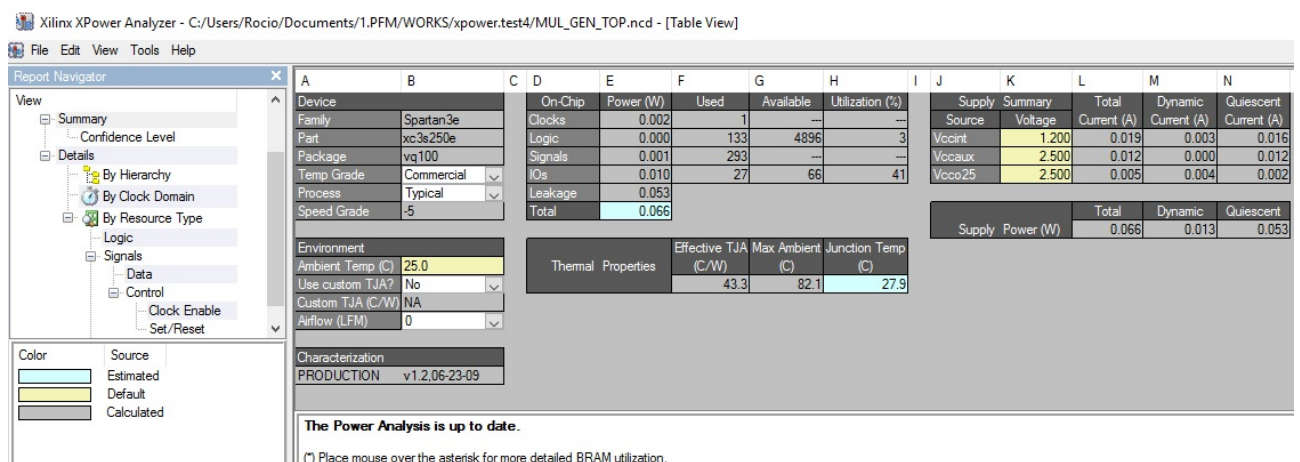 Xilinx XPower Analyzer - C:/Users/Rocio/Documents/1.PFM/WORKS/xpower.test4/MUL_GEN_TOP.ncd - [Table View]
File Edit View Tools Help
Report Navigator
View
Summary
Confidence Level
Details
By Hierarchy
By Clock Domain
By Resource Type
Logic
Signals
Data
Control
Clock Enable
Set/Reset
Color Source
Estimated
Default
Calculated
A B C D E F G H I J K L M N
Device
Family Spartan3e
Part xc3s250e
Package vq100
Temp Grade Commercial
Process Typical
Speed Grade -5
Environment
Ambient Temp (C) 25.0
Use custom TJA? No
Custom TJA (C/W) NA
Airflow (LFM) 0
Characterization
PRODUCTION v1.2,06-23-09
On-Chip Power (W) Used Available Utilization (%)
Clocks 0.002 1 --- ---
Logic 0.000 133 4896 3
Signals 0.001 293 --- ---
IOs 0.010 27 66 41
Leakage 0.053
Total 0.066
Effective TJA Max Ambient Junction Temp
Thermal Properties (C/W) (C) (C)
43.3 82.1 27.9
Supply Summary Total Dynamic Quiescent
Source Voltage Current (A) Current (A) Current (A)
Vccint 1.200 0.019 0.003 0.016
Vccaux 2.500 0.012 0.000 0.012
Vcco25 2.500 0.005 0.004 0.002
Total Dynamic Quiescent
Supply Power (W) 0.066 0.013 0.053
The Power Analysis is up to date.
(*) Place mouse over the asterisk for more detailed BRAM utilization.